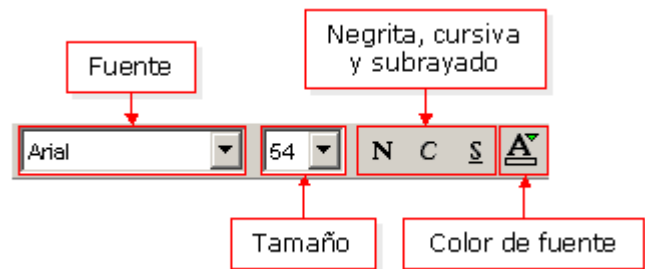 Negrita, cursiva
y subrayado
Fuente
Arial
54
N C S A
Tamaño
Color de fuente